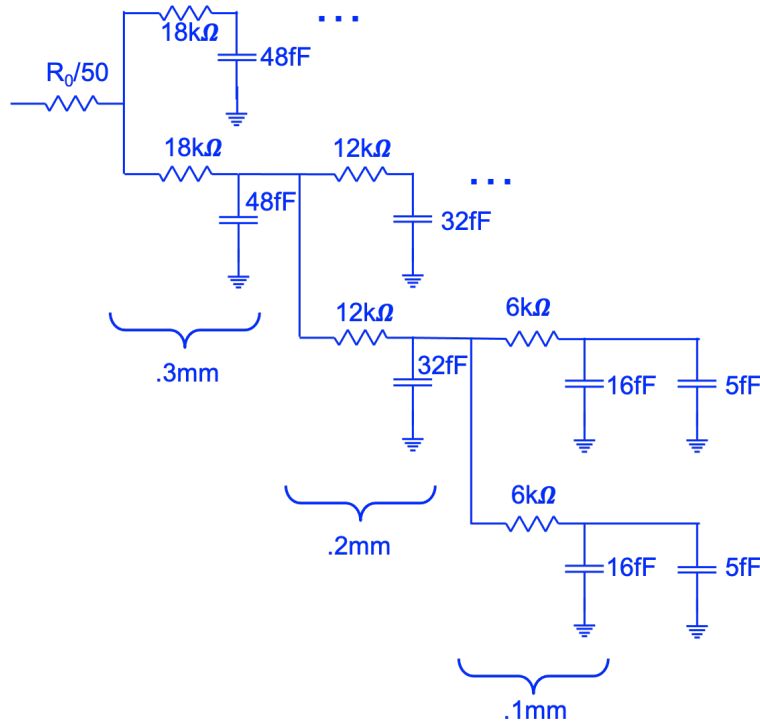 ...
18kΩ
48fF
R₀/50
18kΩ
12kΩ
...
48fF
32fF
12kΩ
6kΩ
.3mm
32fF
16fF
5fF
6kΩ
.2mm
16fF
5fF
.1mm